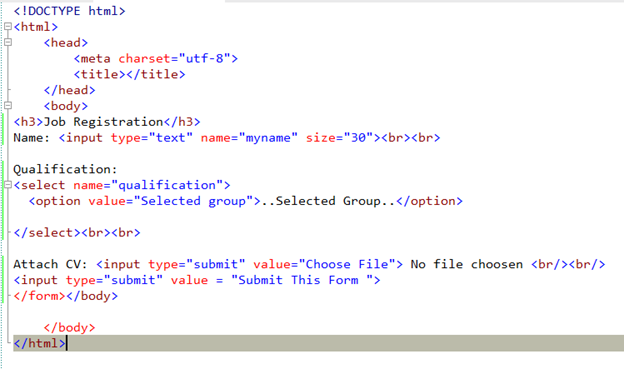 <!DOCTYPE html>
<html>
<head>
<meta charset="utf-8">
<title></title>
</head>
<body>
<h3>Job Registration</h3>
Name: <input type="text" name="myname" size="30"><br><br>
Qualification:
<select name="qualification">
<option value="Selected group">..Selected Group..</option>
</select><br><br>
Attach CV: <input type="submit" value="Choose File"> No file choosen <br/><br/>
<input type="submit" value = "Submit This Form ">
</form></body>
</body>
</html>